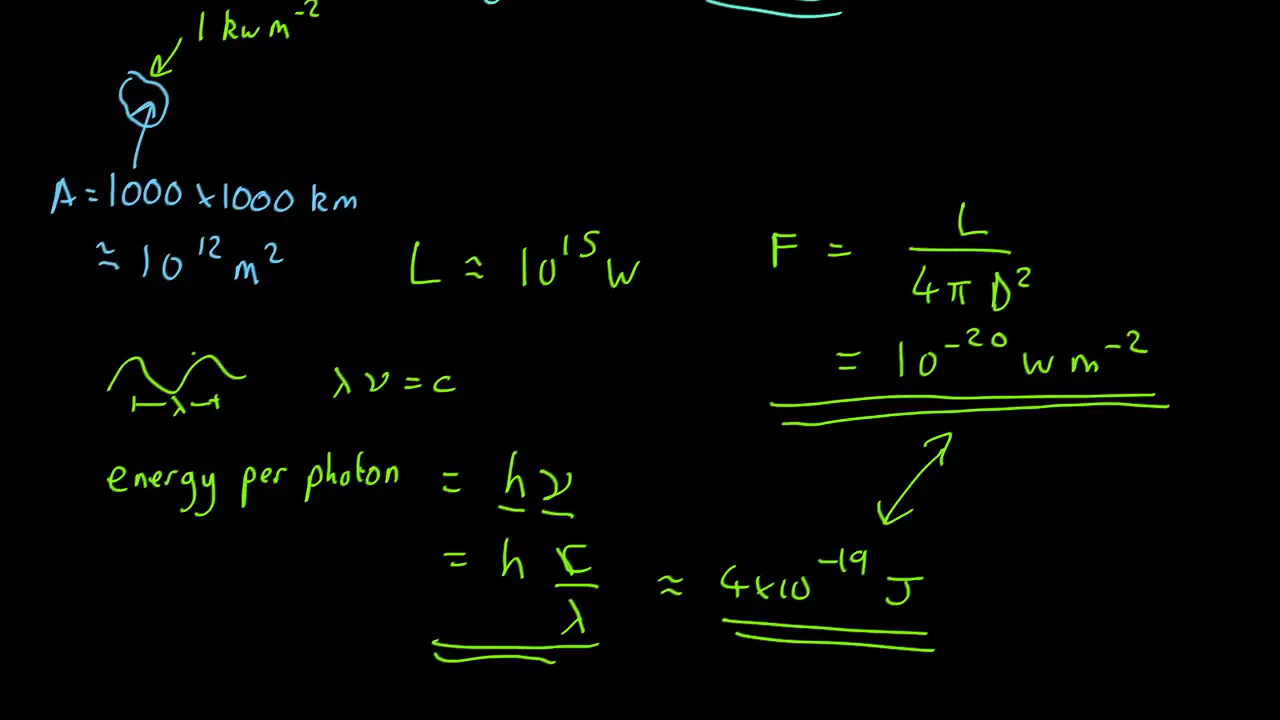 1 kw m⁻²
A = 1000 × 1000 km
≈ 10¹² m²
L ≈ 10¹⁵ W
F = L / 4π D²
= 10⁻²⁰ W m⁻²
λ
λ ν = c
energy per photon = h ν
= h c / λ ≈ 4×10⁻¹⁹ J